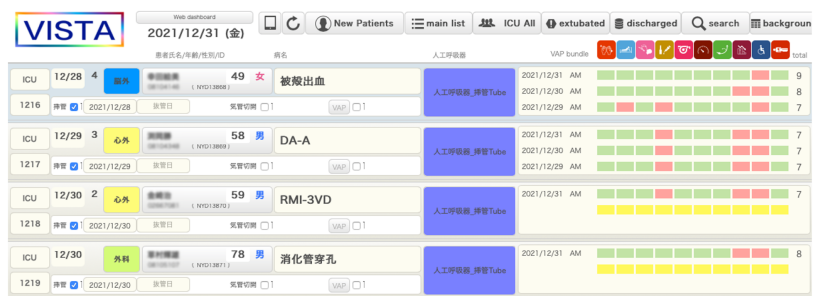 VISTA
Web dashboard
2021/12/31 (金)
New Patients
main list
ICU All
extubated
discharged
search
backgroun
患者氏名/年齢/性別/ID
病名
人工呼吸器
VAP bundle
total
ICU
12/28
4
49
女
被殻出血
( NYD13868 )
人工呼吸器_挿管Tube
2021/12/31 AM
9
2021/12/30 AM
8
2021/12/29 AM
7
1216
挿管
2021/12/28
抜管日
気管切開
VAP
ICU
12/29
3
心外
58
男
DA-A
( NYD13869 )
人工呼吸器_挿管Tube
2021/12/31 AM
7
2021/12/30 AM
7
2021/12/29 AM
7
1217
挿管
2021/12/29
抜管日
気管切開
VAP
ICU
12/30
2
心外
59
男
RMI-3VD
( NYD13870 )
人工呼吸器_挿管Tube
2021/12/31 AM
7
1218
挿管
2021/12/30
抜管日
気管切開
VAP
ICU
12/30
外科
78
男
消化管穿孔
( NYD13871 )
人工呼吸器_挿管Tube
2021/12/31 AM
8
1219
挿管
2021/12/30
抜管日
気管切開
VAP